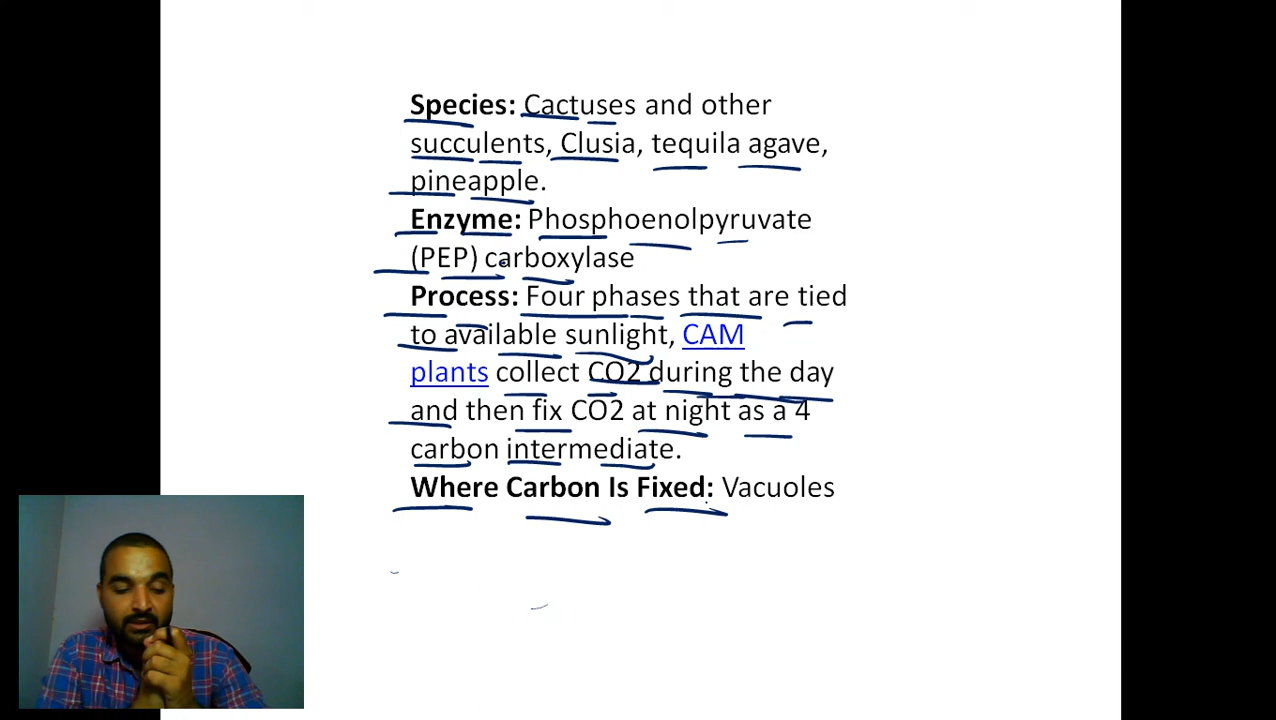 Species: Cactuses and other
succulents, Clusia, tequila agave,
pineapple.
Enzyme: Phosphoenolpyruvate
(PEP) carboxylase
Process: Four phases that are tied
to available sunlight, CAM
plants collect CO2 during the day
and then fix CO2 at night as a 4
carbon intermediate.
Where Carbon Is Fixed: Vacuoles